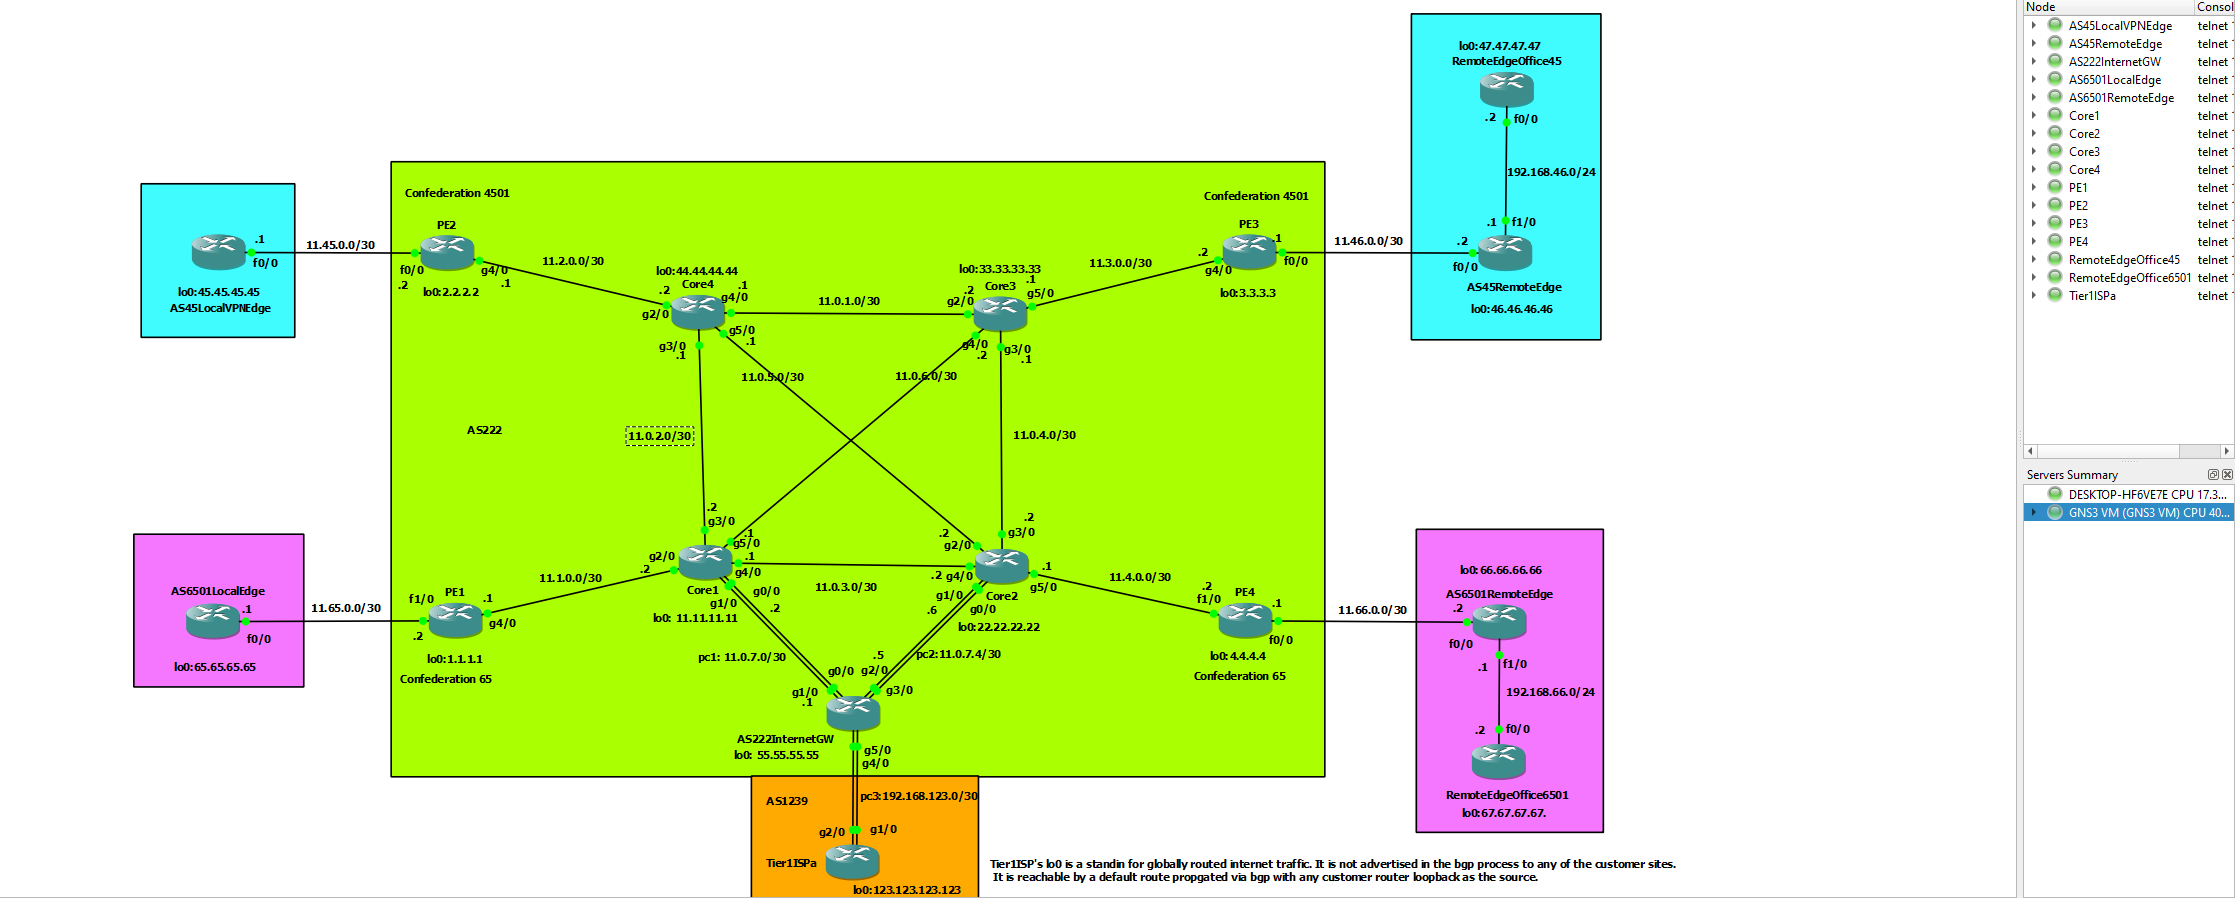 lo0:47.47.47.47
RemoteEdgeOffice45
.2
f0/0
192.168.46.0/24
.1
f1/0
11.46.0.0/30
.2
f0/0
AS45RemoteEdge
lo0:46.46.46.46
Confederation 4501
Confederation 4501
PE2
PE3
.1
f0/0
11.45.0.0/30
lo0:45.45.45.45
AS45LocalVPNEdge
f0/0
.2
g4/0
.1
lo0:2.2.2.2
11.2.0.0/30
lo0:44.44.44.44
Core4
.2
g2/0
.1
g4/0
g5/0
.1
g3/0
.1
11.0.1.0/30
lo0:33.33.33.33
Core3
.2
g2/0
.1
g5/0
g4/0
.2
g3/0
.1
11.3.0.0/30
.2
g4/0
.1
f0/0
lo0:3.3.3.3
11.0.5.0/30
11.0.6.0/30
AS222
11.0.2.0/30
11.0.4.0/30
.2
g3/0
.1
g5/0
g2/0
.2
.1
g4/0
Core1
g0/0
g1/0
.2
lo0: 11.11.11.11
11.0.3.0/30
.2
g3/0
.2
g2/0
.2
g4/0
.1
g5/0
g1/0
g0/0
.6
Core2
lo0:22.22.22.22
AS6501LocalEdge
.1
f0/0
lo0:65.65.65.65
11.65.0.0/30
f1/0
.2
PE1
.1
g4/0
lo0:1.1.1.1
Confederation 65
11.1.0.0/30
11.4.0.0/30
.2
f1/0
PE4
.1
f0/0
lo0:4.4.4.4
Confederation 65
11.66.0.0/30
lo0:66.66.66.66
AS6501RemoteEdge
.2
f0/0
.1
f1/0
192.168.66.0/24
.2
f0/0
RemoteEdgeOffice6501
lo0:67.67.67.67.
pc1: 11.0.7.0/30
pc2:11.0.7.4/30
g0/0
.5
g2/0
g1/0
.1
g3/0
AS222InternetGW
lo0: 55.55.55.55
g5/0
g4/0
AS1239
pc3:192.168.123.0/30
g2/0
g1/0
Tier1ISPa
lo0:123.123.123.123
Tier1ISP's lo0 is a standin for globally routed internet traffic. It is not advertised in the bgp process to any of the customer sites.
It is reachable by a default route propgated via bgp with any customer router loopback as the source.
Node Consol
AS45LocalVPNEdge telnet
AS45RemoteEdge telnet
AS222InternetGW telnet
AS6501LocalEdge telnet
AS6501RemoteEdge telnet
Core1 telnet
Core2 telnet
Core3 telnet
Core4 telnet
PE1 telnet
PE2 telnet
PE3 telnet
PE4 telnet
RemoteEdgeOffice45 telnet
RemoteEdgeOffice6501 telnet
Tier1ISPa telnet
Servers Summary
DESKTOP-HF6VE7E CPU 17.3...
GNS3 VM (GNS3 VM) CPU 40...